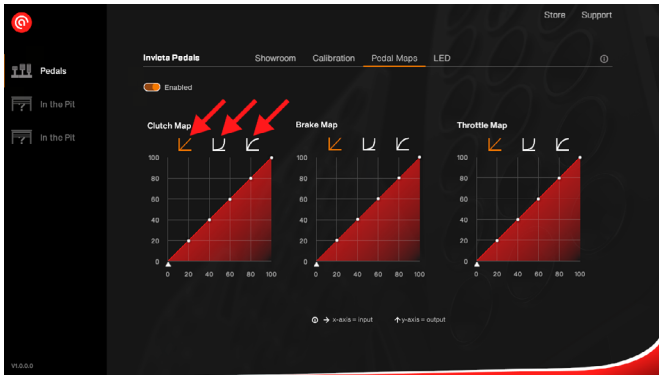 Store Support
Invicta Pedals Showroom Calibration Pedal Maps LED
Pedals
Enabled
In the Pit
In the Pit
Clutch Map Brake Map Throttle Map
100 100 100
80 80 80
60 60 60
40 40 40
20 20 20
0 0 0
0 20 40 60 80 100 0 20 40 60 80 100 0 20 40 60 80 100
x-axis = input y-axis = output
V1.0.0.0